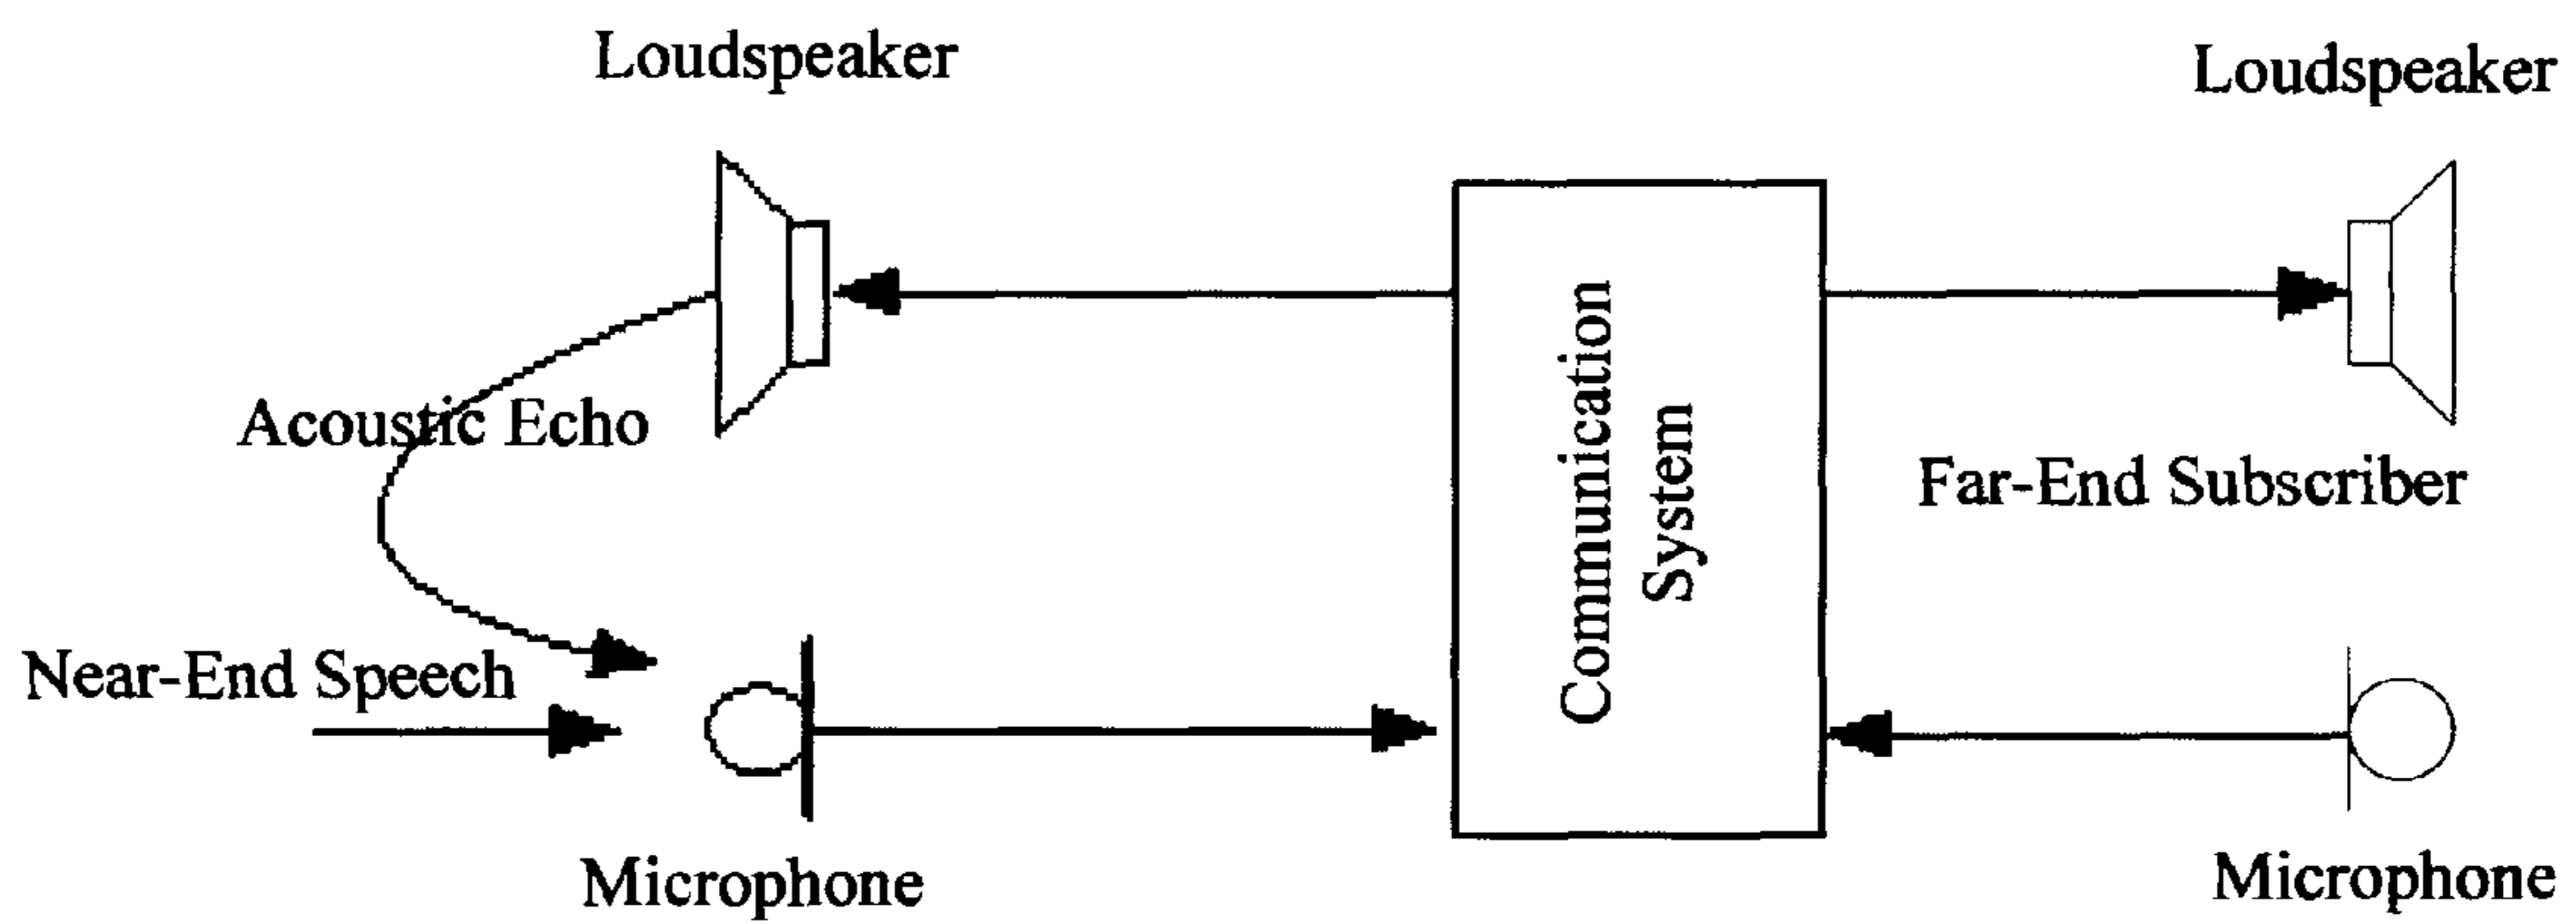 Loudspeaker
Loudspeaker
Acoustic Echo
Communication
System
Far-End Subscriber
Near-End Speech
Microphone
Microphone